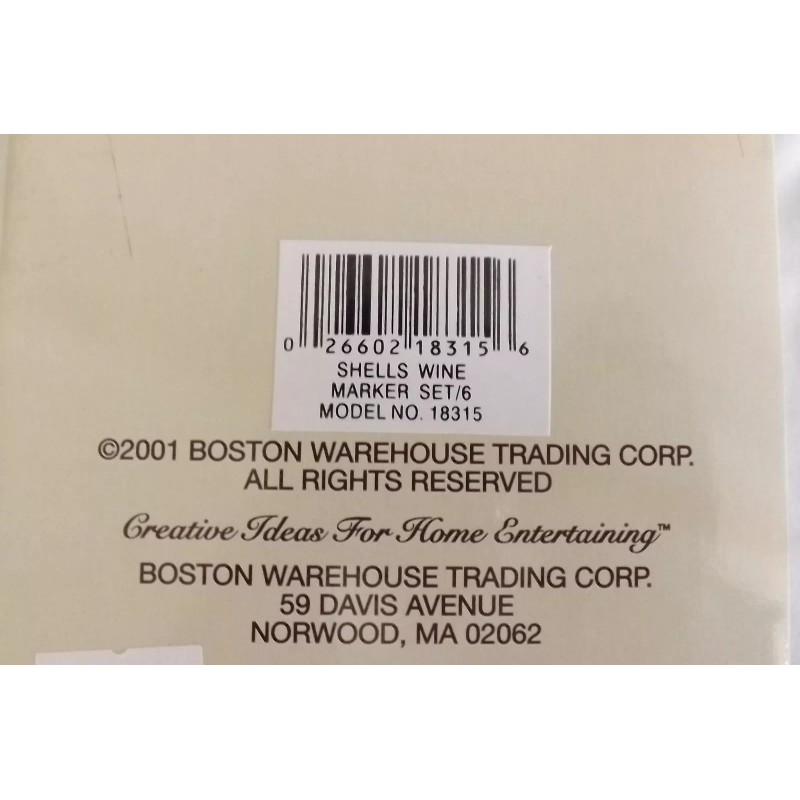 0 26602 18315 6
SHELLS WINE
MARKER SET/6
MODEL NO. 18315
©2001 BOSTON WAREHOUSE TRADING CORP.
ALL RIGHTS RESERVED
Creative Ideas For Home Entertaining™
BOSTON WAREHOUSE TRADING CORP.
59 DAVIS AVENUE
NORWOOD, MA 02062